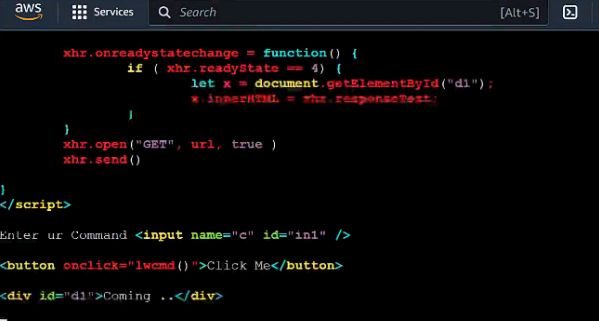 aws Services Search [Alt+S]
xhr.onreadystatechange = function() {
if ( xhr.readyState == 4) {
let x = document.getElementById("d1");
x.innerHTML = xhr.responseText;
}
}
xhr.open("GET", url, true )
xhr.send()
}
</script>
Enter ur Command <input name="c" id="in1" />
<button onclick="lwcmd()">Click Me</button>
<div id="d1">Coming ..</div>